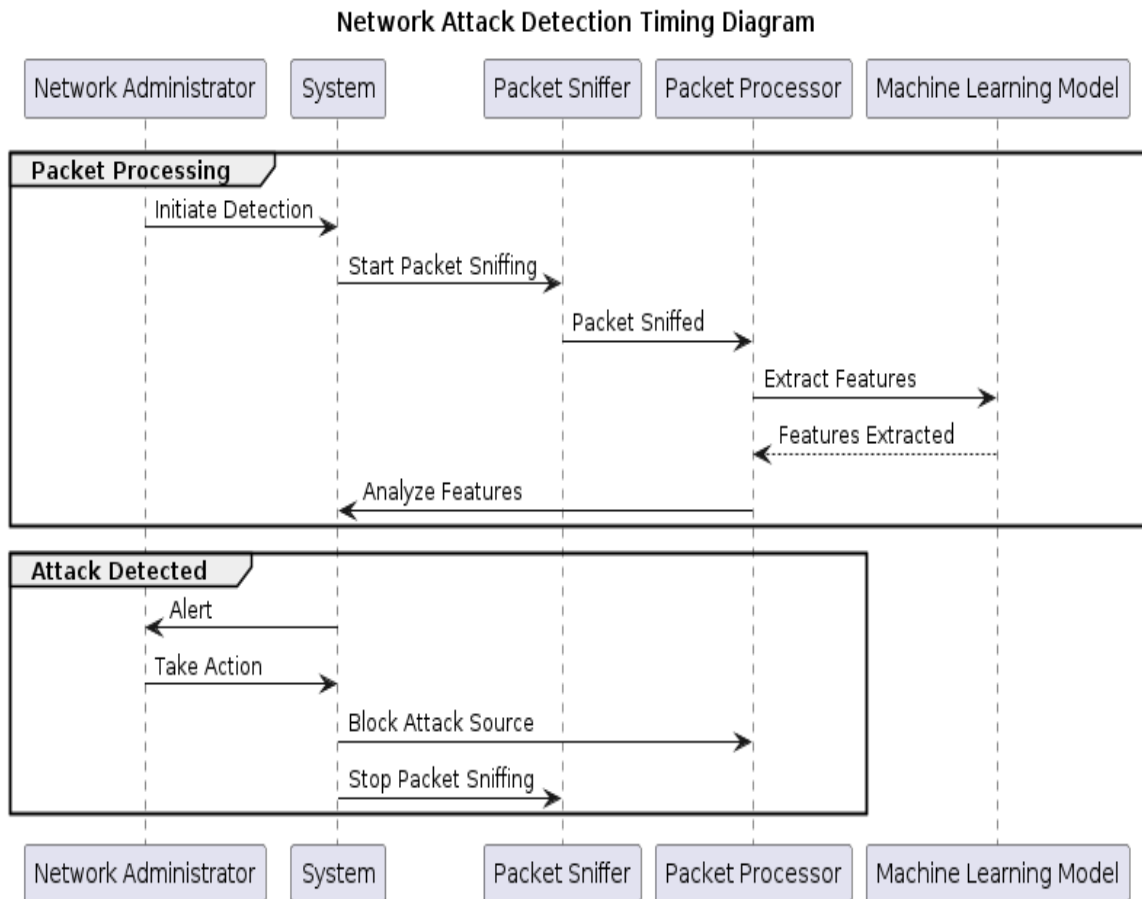 Network Attack Detection Timing Diagram
Network Administrator
System
Packet Sniffer
Packet Processor
Machine Learning Model
Packet Processing
Initiate Detection
Start Packet Sniffing
Packet Sniffed
Extract Features
Features Extracted
Analyze Features
Attack Detected
Alert
Take Action
Block Attack Source
Stop Packet Sniffing
Network Administrator
System
Packet Sniffer
Packet Processor
Machine Learning Model